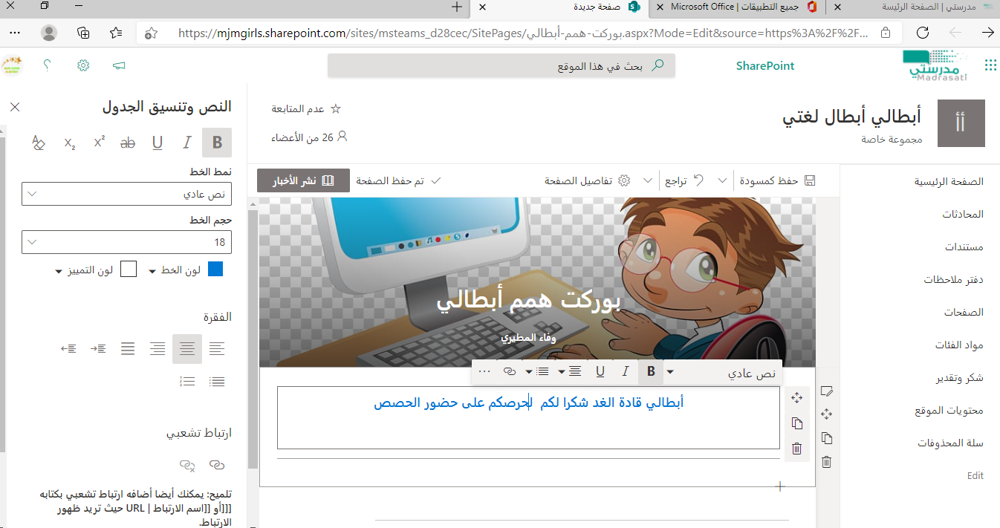 مدرستي | الصفحة الرئيسة
جميع التطبيقات | Microsoft Office
صفحة جديدة
https://mjmgirls.sharepoint.com/sites/msteams_d28cec/SitePages/بوركت-همم-أبطالي.aspx?Mode=Edit&source=https%3A%2F%2F...
مدرستي
Madrasati
SharePoint
بحث في هذا الموقع
أأ
أبطالي أبطال لغتي
مجموعة خاصة
عدم المتابعة
26 من الأعضاء
الصفحة الرئيسية
المحادثات
مستندات
دفتر ملاحظات
الصفحات
مواد الفئات
شكر وتقدير
محتويات الموقع
سلة المحذوفات
Edit
حفظ كمسودة
تراجع
تفاصيل الصفحة
تم حفظ الصفحة
نشر الأخبار
بوركت همم أبطالي
وفاء المطيري
نص عادي
B I U
أبطالي قادة الغد شكرا لكم لحرصكم على حضور الحصص
النص وتنسيق الجدول
B I U ab X² X₂
نمط الخط
نص عادي
حجم الخط
18
لون الخط
لون التمييز
الفقرة
ارتباط تشعبي
تلميح: يمكنك أيضا أضافه ارتباط تشعبي بكتابه
[[[أو [[اسم الارتباط | URL حيث تريد ظهور
الارتباط.